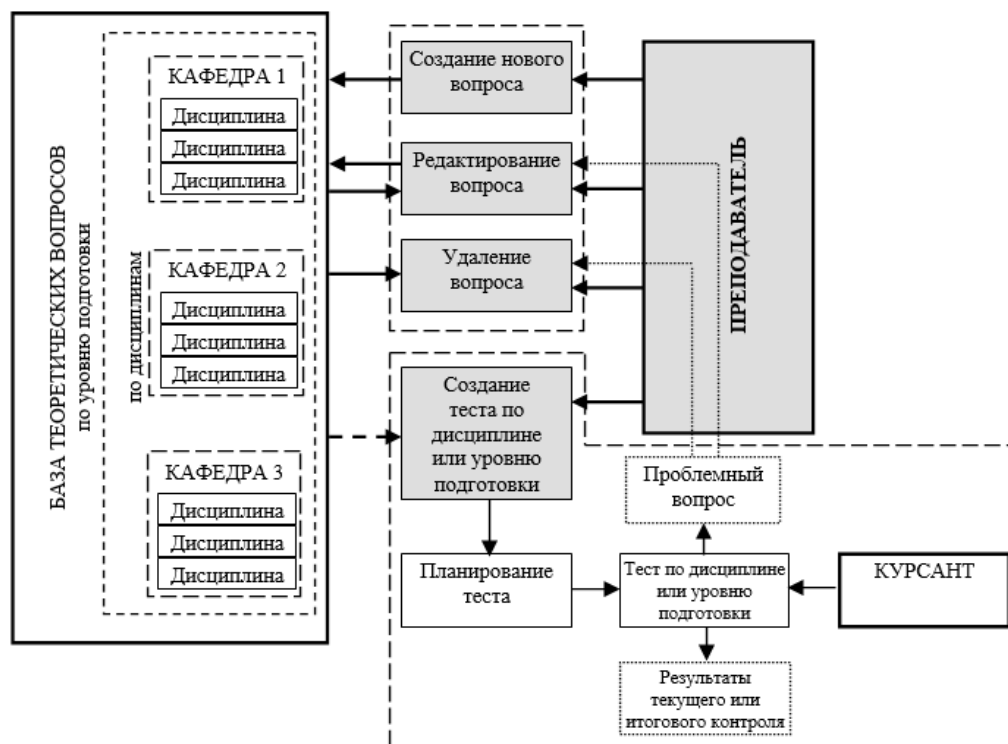 БАЗА ТЕОРЕТИЧЕСКИХ ВОПРОСОВ
по уровню подготовки
по дисциплинам
КАФЕДРА 1
Дисциплина
Дисциплина
Дисциплина
КАФЕДРА 2
Дисциплина
Дисциплина
Дисциплина
КАФЕДРА 3
Дисциплина
Дисциплина
Дисциплина
Создание нового
вопроса
Редактирование
вопроса
Удаление
вопроса
ПРЕПОДАВАТЕЛЬ
Создание
теста по
дисциплине
или уровню
подготовки
Проблемный
вопрос
Планирование
теста
Тест по дисциплине
или уровню
подготовки
КУРСАНТ
Результаты
текущего или
итогового контроля